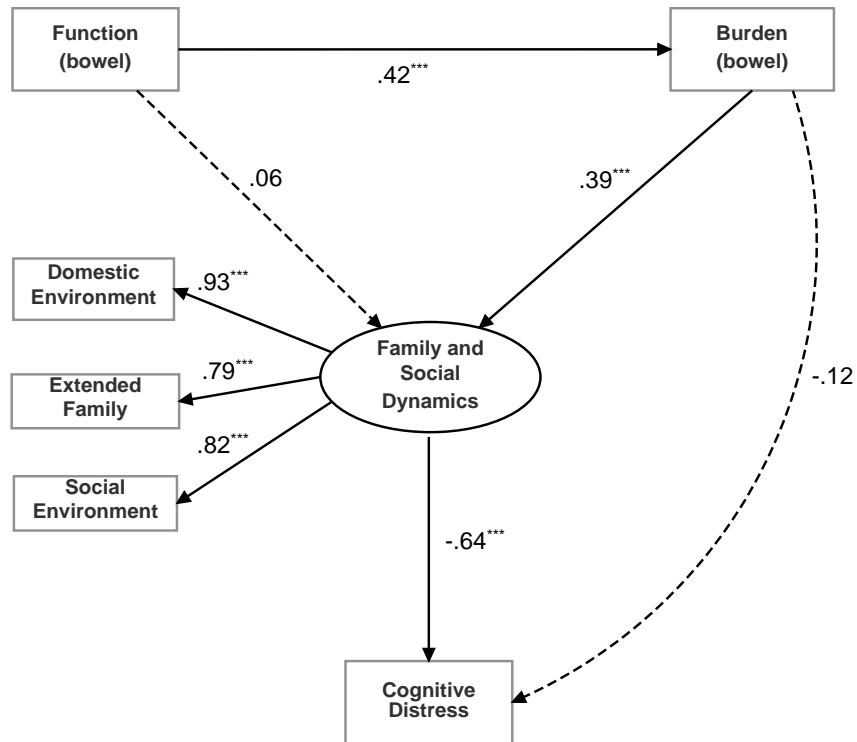 Function
(bowel)
Burden
(bowel)
.42***
.06
.39***
Domestic
Environment
.93***
Family and
Social
Dynamics
Extended
Family
.79***
-.12
.82***
Social
Environment
-.64***
Cognitive
Distress